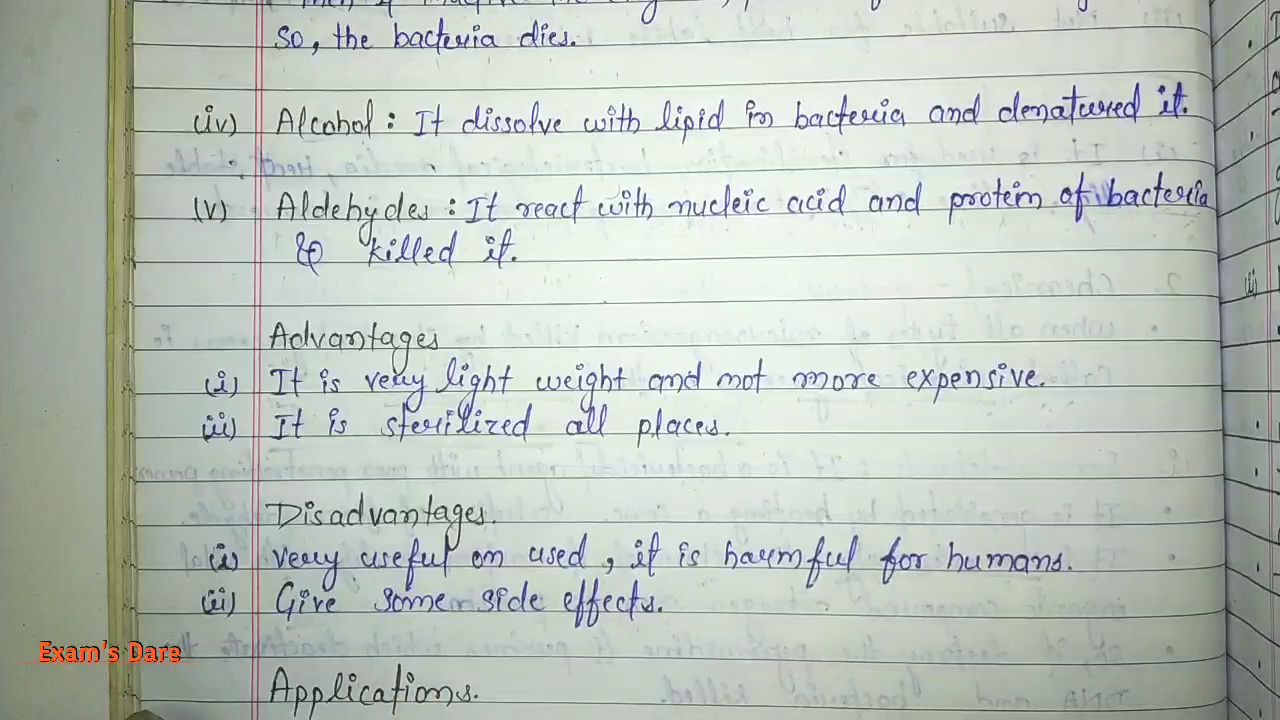 so, the bacteria dies.
(iv) Alcohol : It dissolve with lipid in bacteria and denatured it.
(v) Aldehydes : It react with nucleic acid and protein of bacteria
& killed it.
Advantages
(i) It is very light weight and not more expensive.
(ii) It is sterilized all places.
Disadvantages.
(i) very useful on used, it is harmful for humans.
(ii) Give some side effects.
Exam's Dare
Applications.